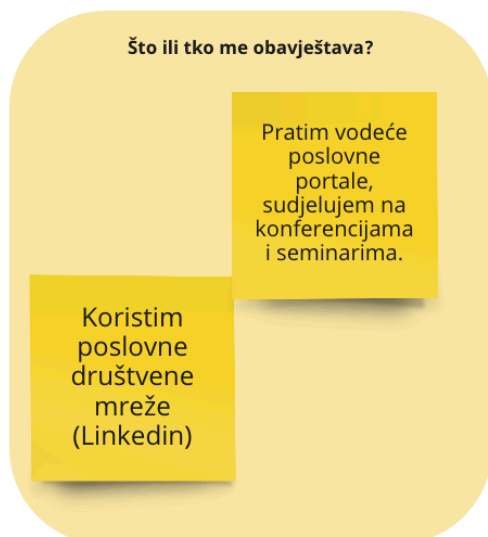 Što ili tko me obavještava?
Pratim vodeće
poslovne
portale,
sudjelujem na
konferencijama
i seminarima.
Koristim
poslovne
društvene
mreže
(Linkedin)